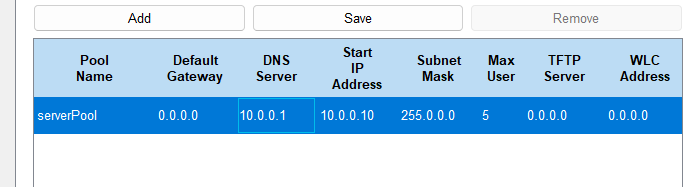 Add Save Remove
Pool Name Default Gateway DNS Server Start IP Address Subnet Mask Max User TFTP Server WLC Address
serverPool 0.0.0.0 10.0.0.1 10.0.0.10 255.0.0.0 5 0.0.0.0 0.0.0.0